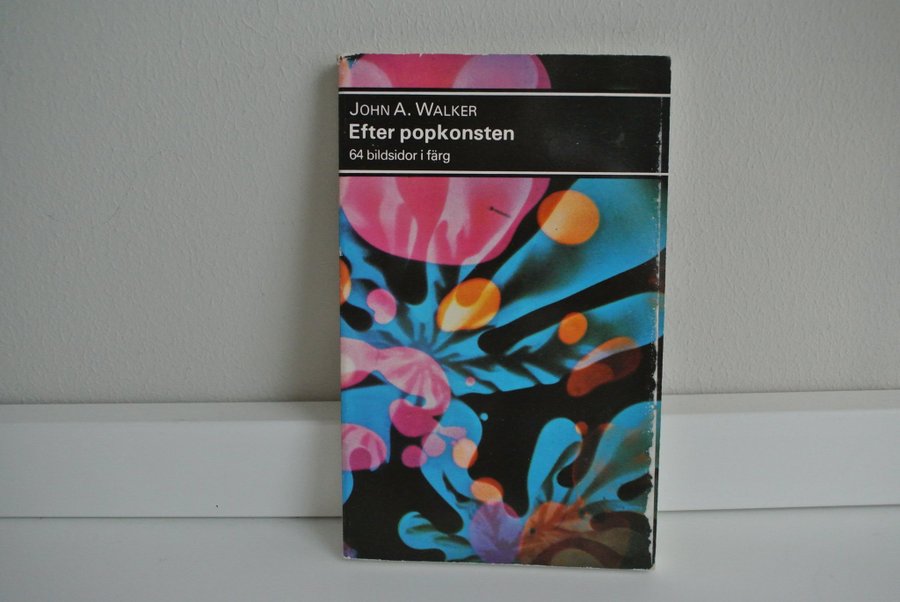 JOHN A. WALKER
Efter popkonsten
64 bildsidor i färg